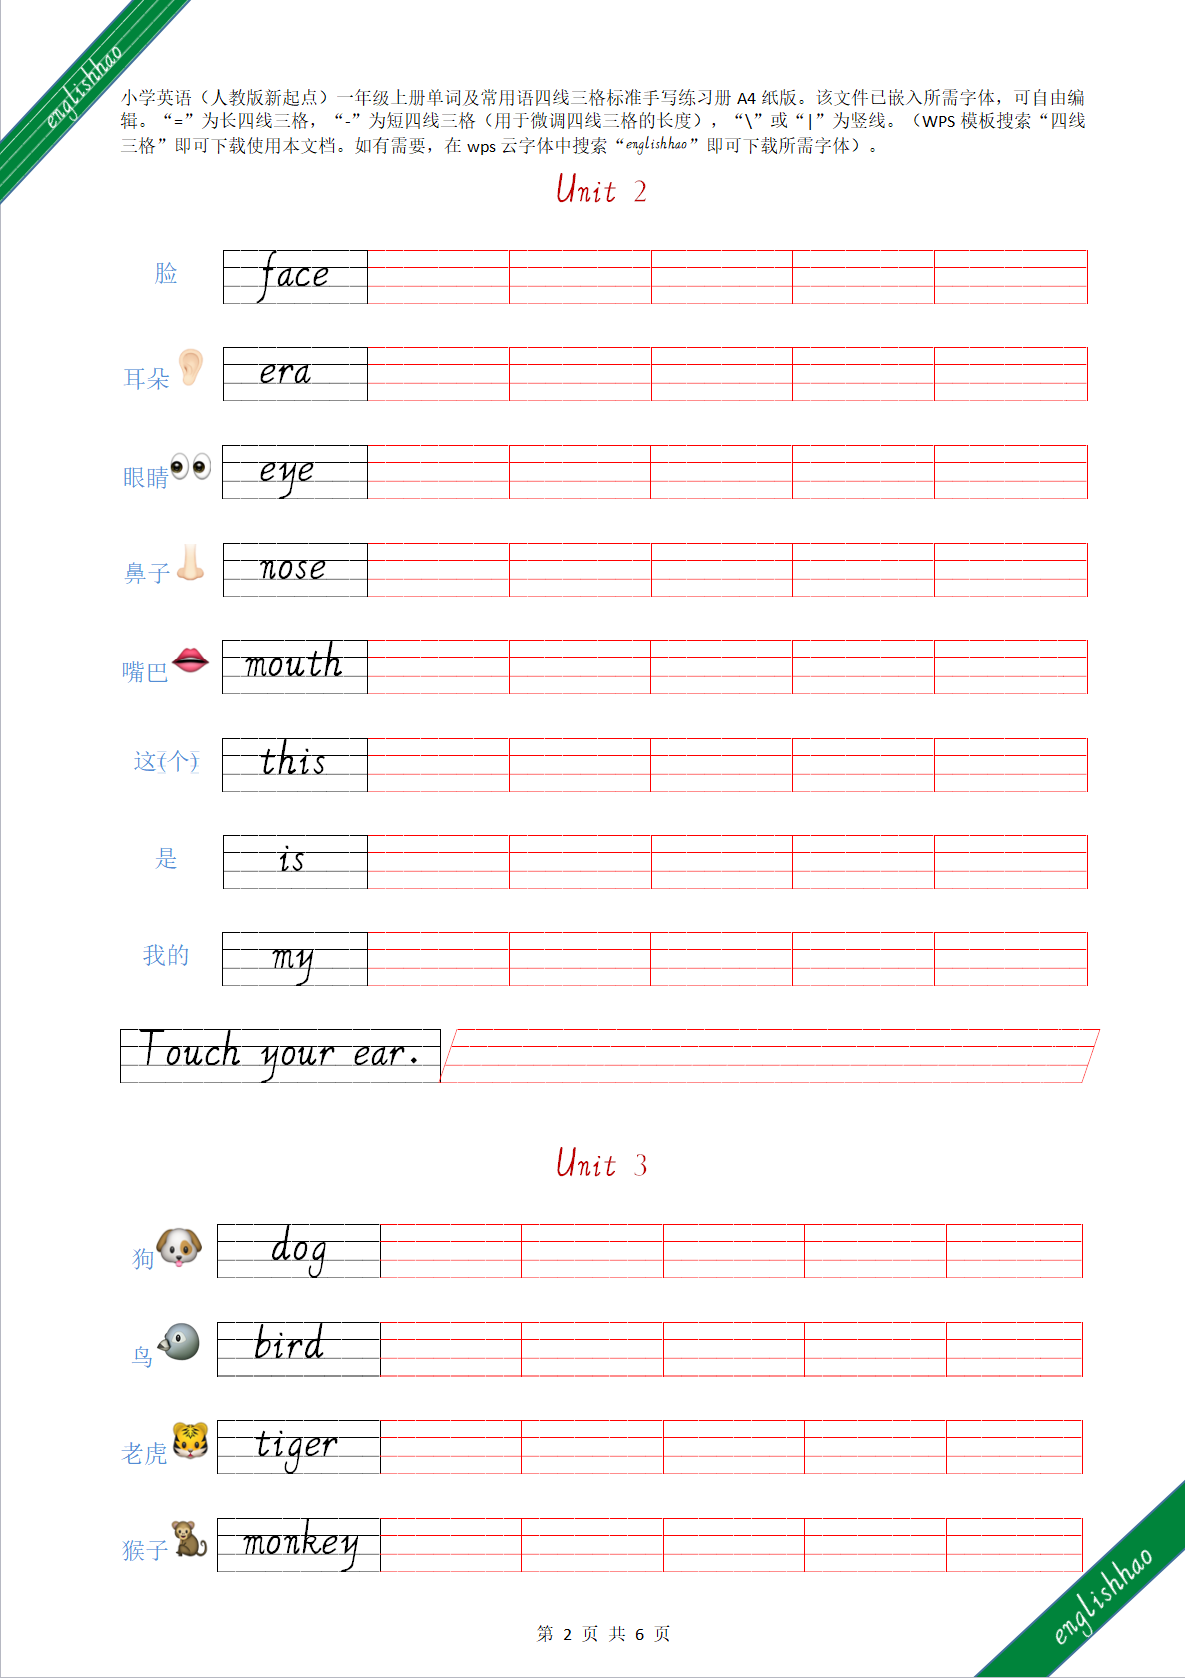 englishhao
小学英语（人教版新起点）一年级上册单词及常用语四线三格标准手写练习册 A4 纸版。该文件已嵌入所需字体，可自由编
辑。“=”为长四线三格，“-”为短四线三格（用于微调四线三格的长度），“\”或“|”为竖线。（WPS 模板搜索“四线
三格”即可下载使用本文档。如有需要，在 wps 云字体中搜索“englishhao”即可下载所需字体）。
Unit 2
脸 face
耳朵 era
眼睛 eye
鼻子 nose
嘴巴 mouth
这(个) this
是 is
我的 my
Touch your ear.
Unit 3
狗 dog
鸟 bird
老虎 tiger
猴子 monkey
englishhao
第 2 页 共 6 页